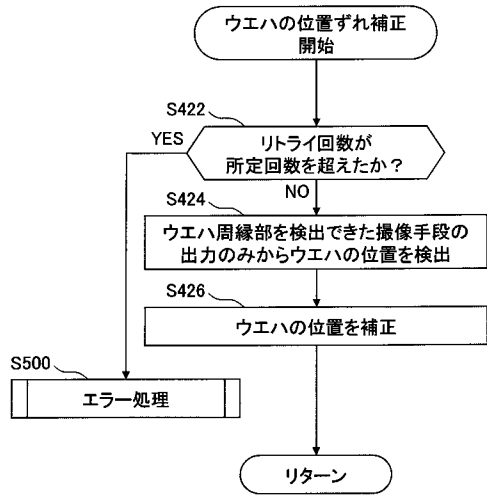 ウエハの位置ずれ補正
開始
S422
YES
リトライ回数が
所定回数を超えたか？
NO
S424
ウエハ周縁部を検出できた撮像手段の
出力のみからウエハの位置を検出
S426
ウエハの位置を補正
S500
エラー処理
リターン